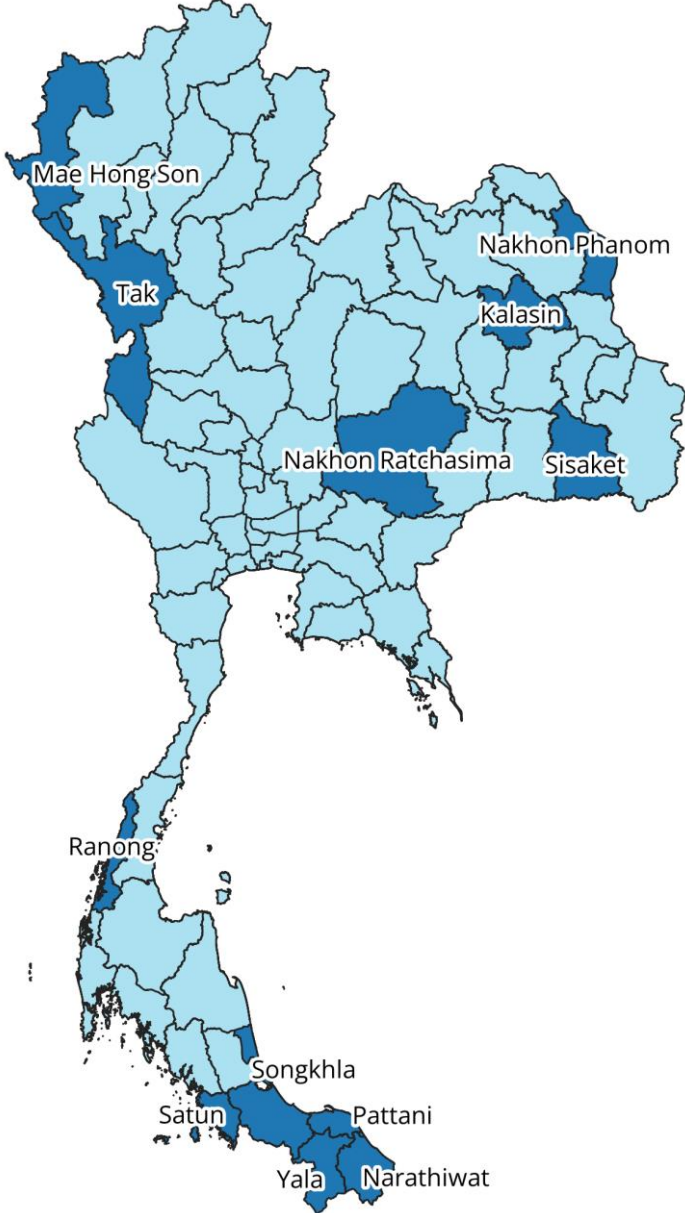 Mae Hong Son
Nakhon Phanom
Tak
Kalasin
Nakhon Ratchasima
Sisaket
Ranong
Songkhla
Satun
Pattani
Yala
Narathiwat